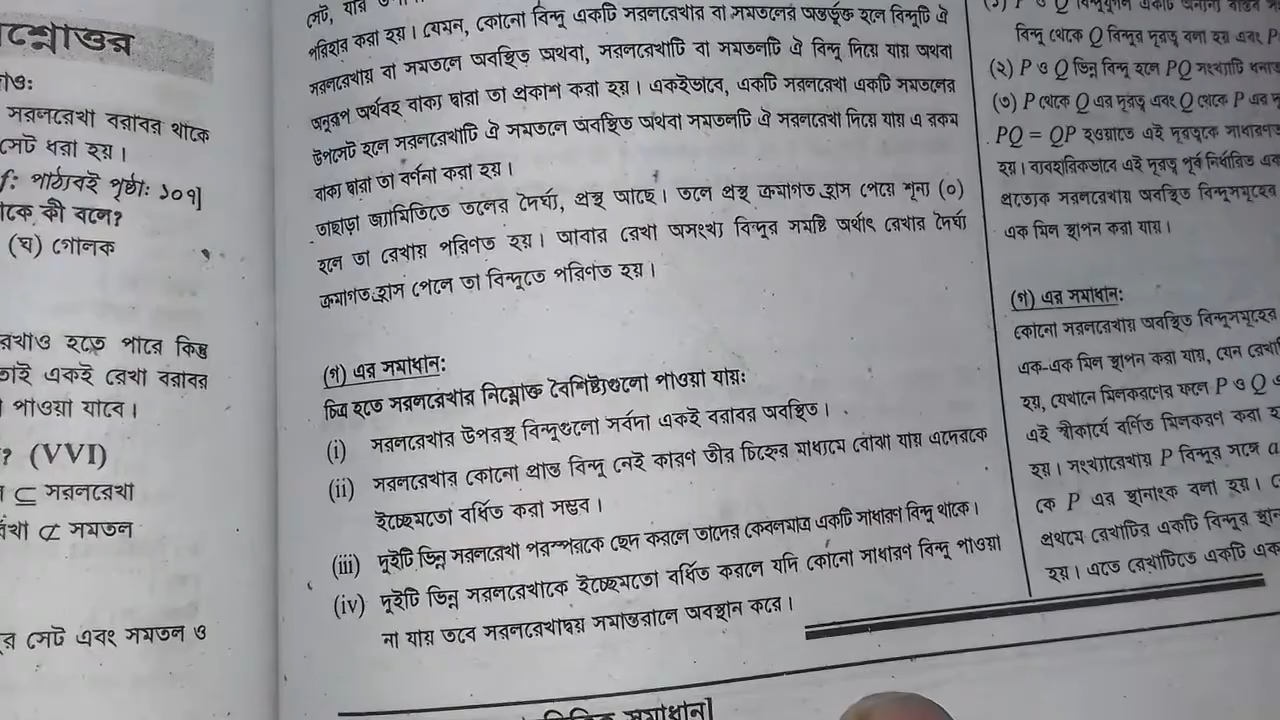 শ্নোত্তর
সরলরেখা বরাবর থাকে
সেট ধরা হয়।
পাঠ্যবই পৃষ্ঠা: ১০৭]
কে কী বলে?
(ঘ) গোলক
রেখাও হতে পারে কিন্তু
তাই একই রেখা বরাবর
পাওয়া যাবে।
? (VVI)
⊆ সরলরেখা
⊄ সমতল
র সেট এবং সমতল ও
সেট, যার
পরিহার করা হয়। যেমন, কোনো বিন্দু একটি সরলরেখার বা সমতলের অন্তর্ভুক্ত হলে বিন্দুটি ঐ
সরলরেখায় বা সমতলে অবস্থিত অথবা, সরলরেখাটি বা সমতলটি ঐ বিন্দু দিয়ে যায় অথবা
অনুরূপ অর্থবহ বাক্য দ্বারা তা প্রকাশ করা হয়। একইভাবে, একটি সরলরেখা একটি সমতলের
উপসেট হলে সরলরেখাটি ঐ সমতলে অবস্থিত অথবা সমতলটি ঐ সরলরেখা দিয়ে যায় এ রকম
বাক্য দ্বারা তা বর্ণনা করা হয়।
তাছাড়া জ্যামিতিতে তলের দৈর্ঘ্য, প্রস্থ আছে। তলে প্রস্থ ক্রমাগত হ্রাস পেয়ে শূন্য (০)
হলে তা রেখায় পরিণত হয়। আবার রেখা অসংখ্য বিন্দুর সমষ্টি অর্থাৎ রেখার দৈর্ঘ্য
ক্রমাগত হ্রাস পেলে তা বিন্দুতে পরিণত হয়।
(গ) এর সমাধান:
চিত্র হতে সরলরেখার নিম্নোক্ত বৈশিষ্ট্যগুলো পাওয়া যায়:
(i) সরলরেখার উপরস্থ বিন্দুগুলো সর্বদা একই বরাবর অবস্থিত।
(ii) সরলরেখার কোনো প্রান্ত বিন্দু নেই কারণ তীর চিহ্নের মাধ্যমে বোঝা যায় এদেরকে
ইচ্ছেমতো বর্ধিত করা সম্ভব।
(iii) দুইটি ভিন্ন সরলরেখা পরস্পরকে ছেদ করলে তাদের কেবলমাত্র একটি সাধারণ বিন্দু থাকে।
(iv) দুইটি ভিন্ন সরলরেখাকে ইচ্ছেমতো বর্ধিত করলে যদি কোনো সাধারণ বিন্দু পাওয়া
না যায় তবে সরলরেখাদ্বয় সমান্তরালে অবস্থান করে।
সমাধান]
বিন্দু থেকে Q বিন্দুর দূরত্ব বলা হয় এবং P
(২) P ও Q ভিন্ন বিন্দু হলে PQ সংখ্যাটি ধনাত
(৩) P থেকে Q এর দূরত্ব এবং Q থেকে P এর দ
PQ = QP হওয়াতে এই দূরত্বকে সাধারণত
হয়। ব্যবহারিকভাবে এই দূরত্ব পূর্ব নির্ধারিত এক
প্রত্যেক সরলরেখায় অবস্থিত বিন্দুসমূহের
এক মিল স্থাপন করা যায়।
(গ) এর সমাধান:
কোনো সরলরেখায় অবস্থিত বিন্দুসমূহের
এক-এক মিল স্থাপন করা যায়, যেন রেখা
হয়, যেখানে মিলকরণের ফলে P ও Q
এই স্বীকার্যে বর্ণিত মিলকরণ করা
হয়। সংখ্যারেখায় P বিন্দুর সঙ্গে a
কে P এর স্থানাংক বলা হয়।
প্রথমে রেখাটির একটি বিন্দুর স্থান
হয়। এতে রেখাটিতে একটি এক